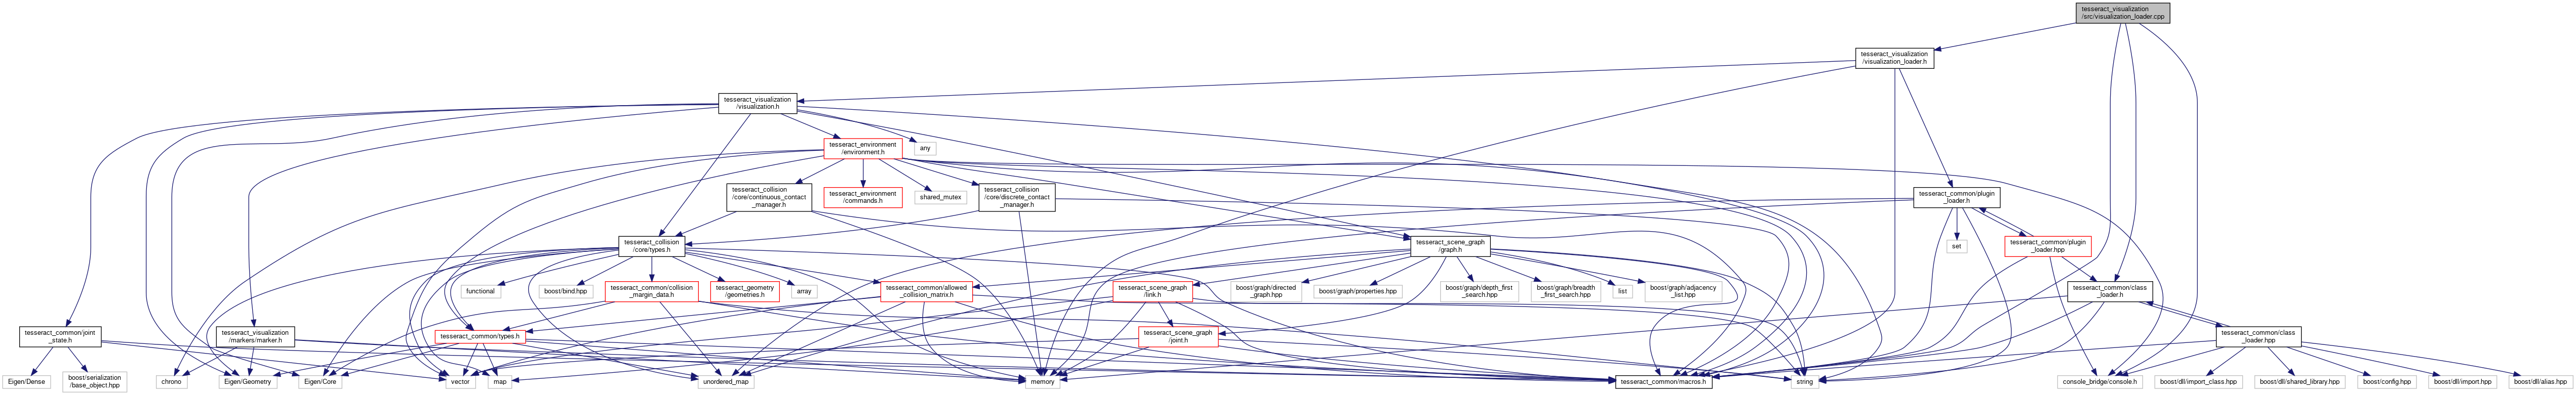 tesseract_visualization
/src/visualization_loader.cpp
tesseract_visualization
/visualization_loader.h
tesseract_visualization
/visualization.h
tesseract_environment
/environment.h
any
tesseract_collision
/core/continuous_contact
_manager.h
tesseract_environment
/commands.h
shared_mutex
tesseract_collision
/core/discrete_contact
_manager.h
tesseract_common/plugin
_loader.h
tesseract_collision
/core/types.h
tesseract_scene_graph
/graph.h
set
tesseract_common/plugin
_loader.hpp
functional
boost/bind.hpp
tesseract_common/collision
_margin_data.h
tesseract_geometry
/geometries.h
array
tesseract_common/allowed
_collision_matrix.h
tesseract_scene_graph
/link.h
boost/graph/directed
_graph.hpp
boost/graph/properties.hpp
boost/graph/depth_first
_search.hpp
boost/graph/breadth
_first_search.hpp
list
boost/graph/adjacency
_list.hpp
tesseract_common/class
_loader.h
tesseract_common/joint
_state.h
tesseract_visualization
/markers/marker.h
tesseract_common/types.h
tesseract_scene_graph
/joint.h
tesseract_common/class
_loader.hpp
Eigen/Dense
boost/serialization
/base_object.hpp
chrono
Eigen/Geometry
Eigen/Core
vector
map
unordered_map
memory
tesseract_common/macros.h
string
console_bridge/console.h
boost/dll/import_class.hpp
boost/dll/shared_library.hpp
boost/config.hpp
boost/dll/import.hpp
boost/dll/alias.hpp